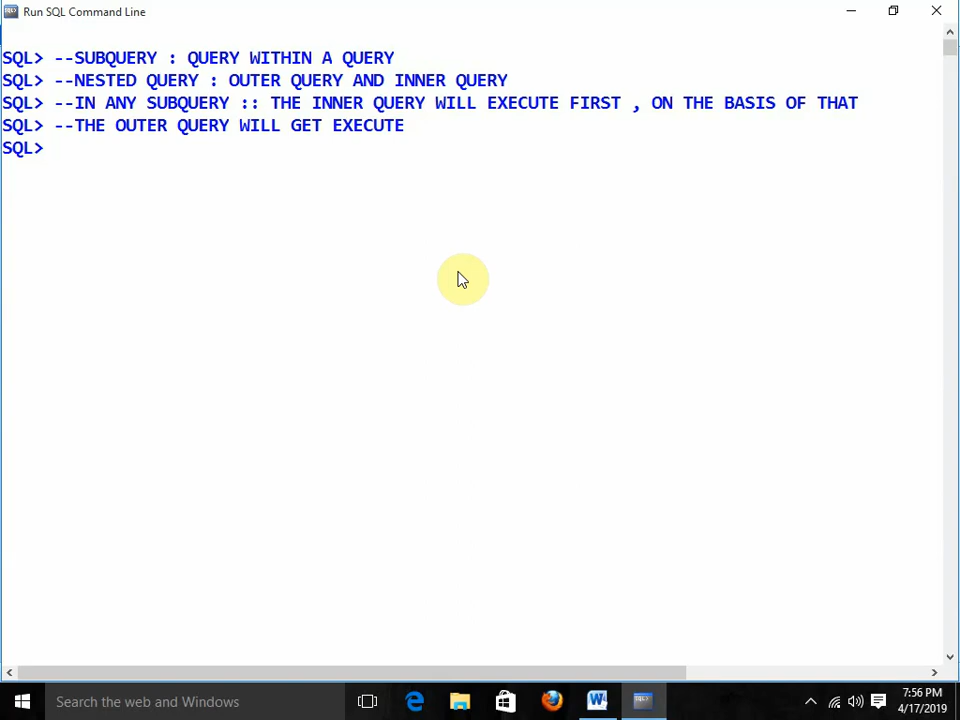 Run SQL Command Line
SQL> --SUBQUERY : QUERY WITHIN A QUERY
SQL> --NESTED QUERY : OUTER QUERY AND INNER QUERY
SQL> --IN ANY SUBQUERY :: THE INNER QUERY WILL EXECUTE FIRST , ON THE BASIS OF THAT
SQL> --THE OUTER QUERY WILL GET EXECUTE
SQL>
Search the web and Windows
7:56 PM
4/17/2019